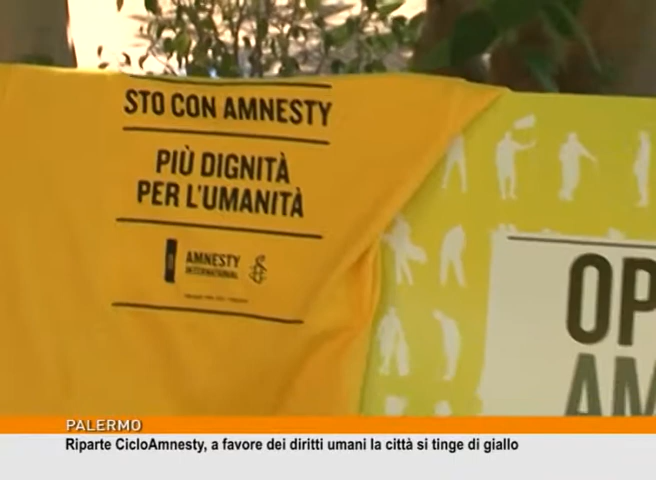 STO CON AMNESTY
PIÙ DIGNITÀ
PER L'UMANITÀ
AMNESTY
INTERNATIONAL
OP
AM
PALERMO
Riparte CicloAmnesty, a favore dei diritti umani la città si tinge di giallo